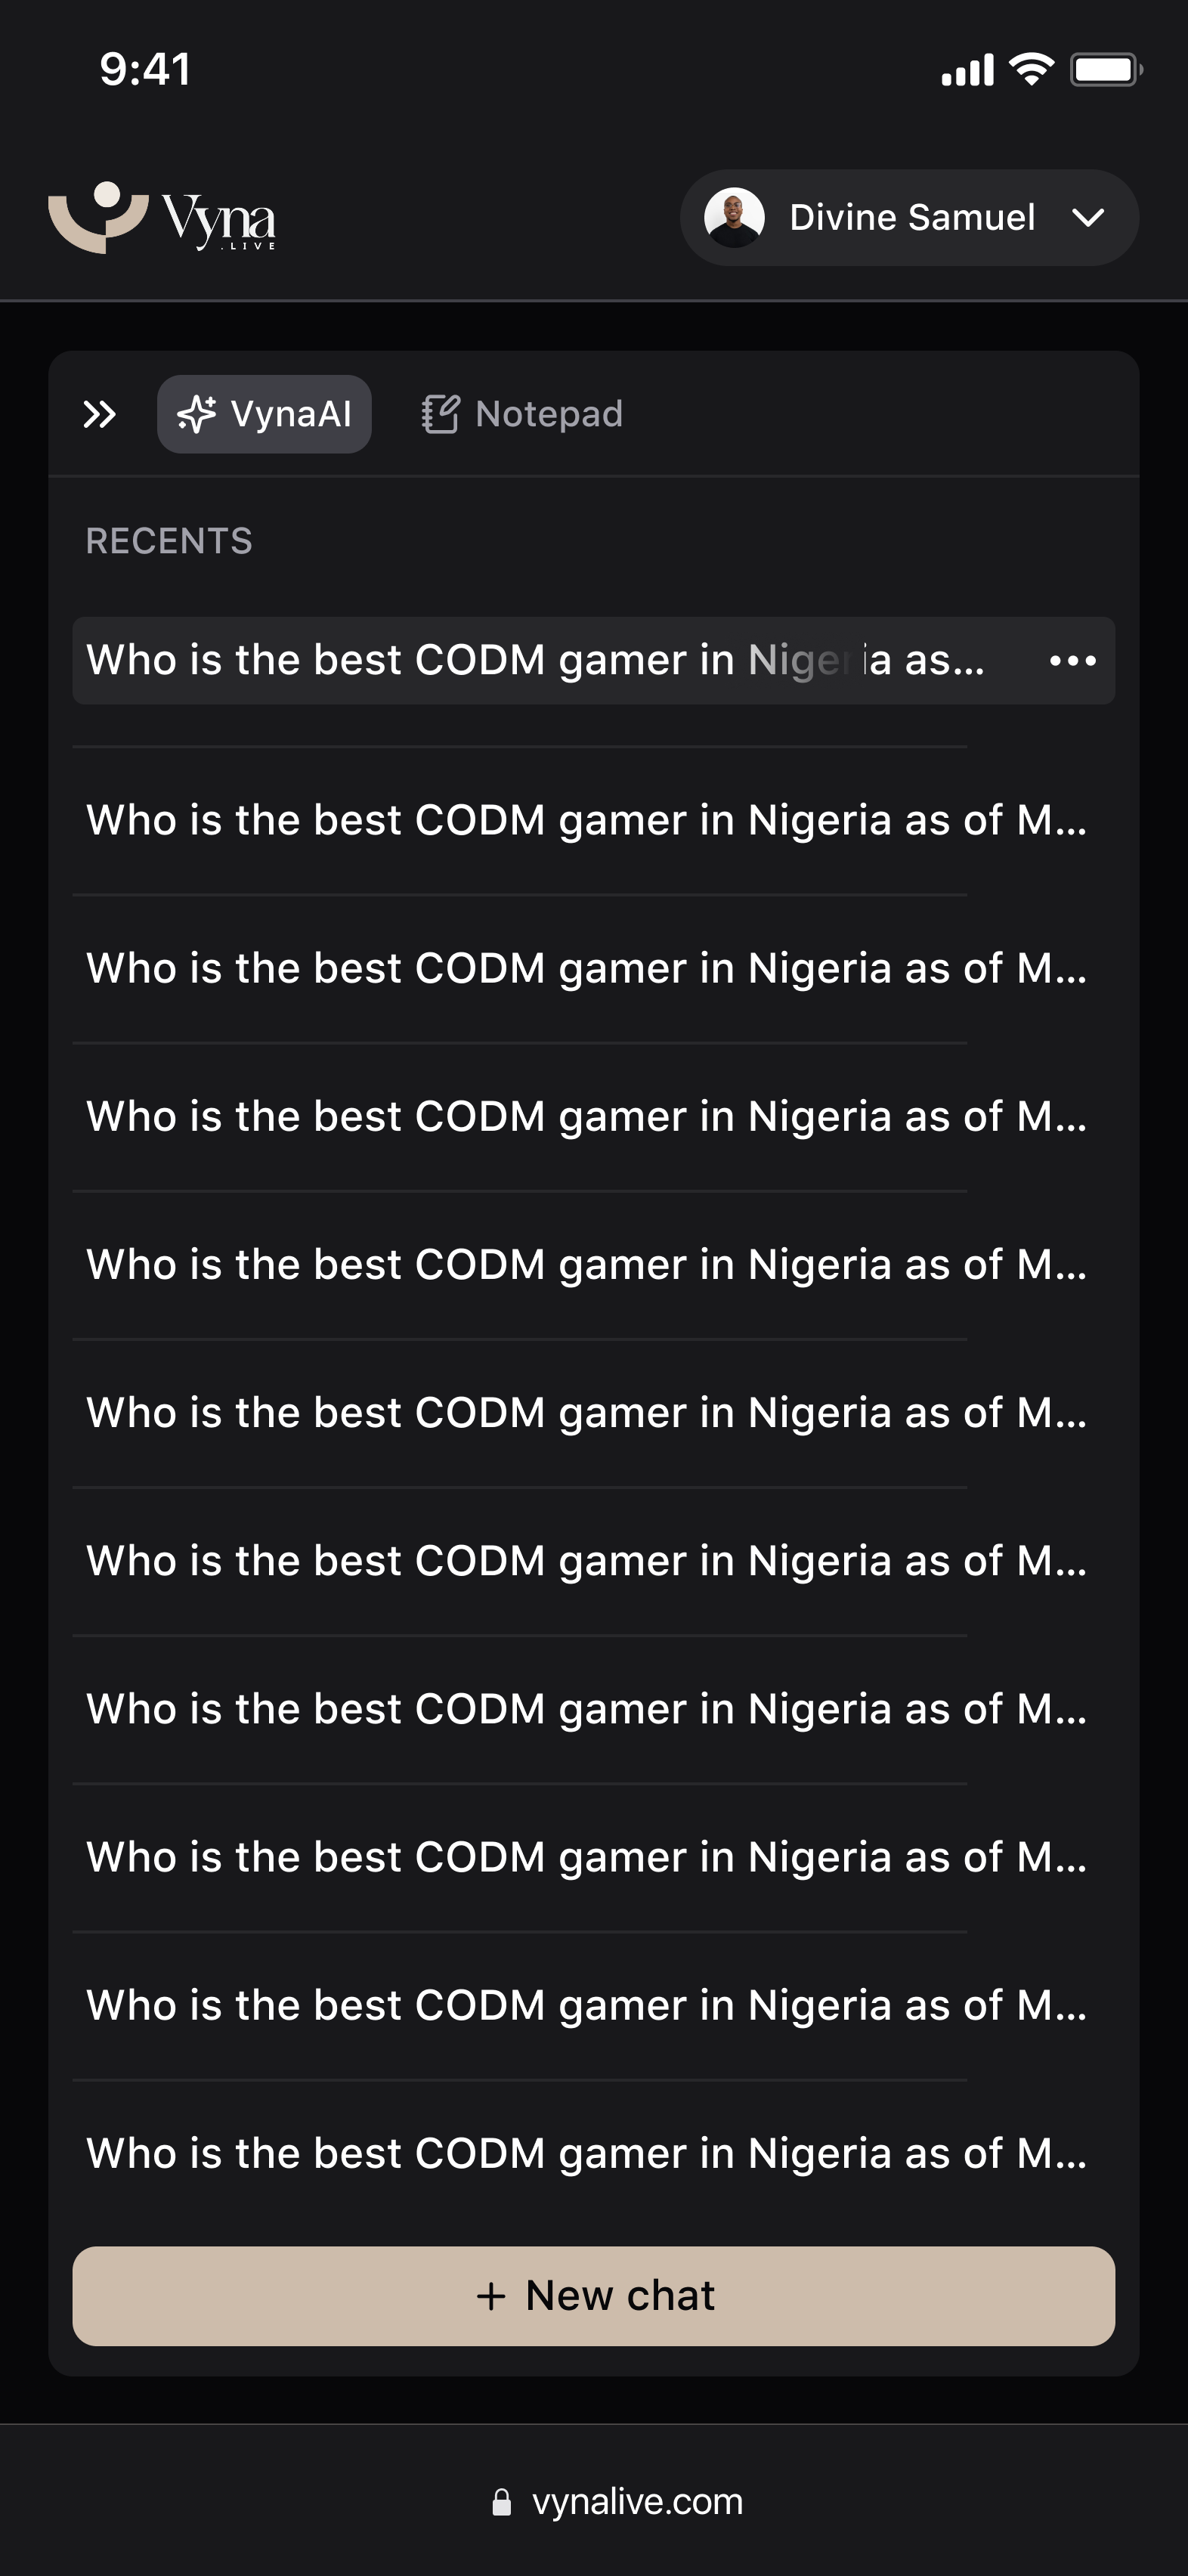 9:41
Vyna
.LIVE
Divine Samuel
VynaAI
Notepad
RECENTS
Who is the best CODM gamer in Nigeria as...
Who is the best CODM gamer in Nigeria as of M...
Who is the best CODM gamer in Nigeria as of M...
Who is the best CODM gamer in Nigeria as of M...
Who is the best CODM gamer in Nigeria as of M...
Who is the best CODM gamer in Nigeria as of M...
Who is the best CODM gamer in Nigeria as of M...
Who is the best CODM gamer in Nigeria as of M...
Who is the best CODM gamer in Nigeria as of M...
Who is the best CODM gamer in Nigeria as of M...
Who is the best CODM gamer in Nigeria as of M...
+ New chat
vynalive.com